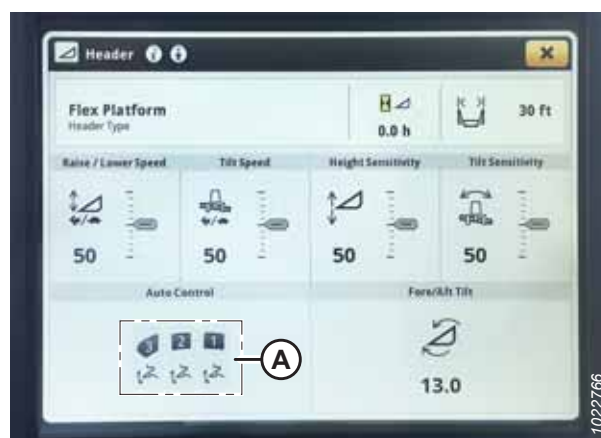 Header
Flex Platform
Header Type
0.0 h
30 ft
Raise / Lower Speed
Tilt Speed
Height Sensitivity
Tilt Sensitivity
50
50
50
50
Auto Control
Fore/Aft Tilt
3 2 1
A
13.0
1022766